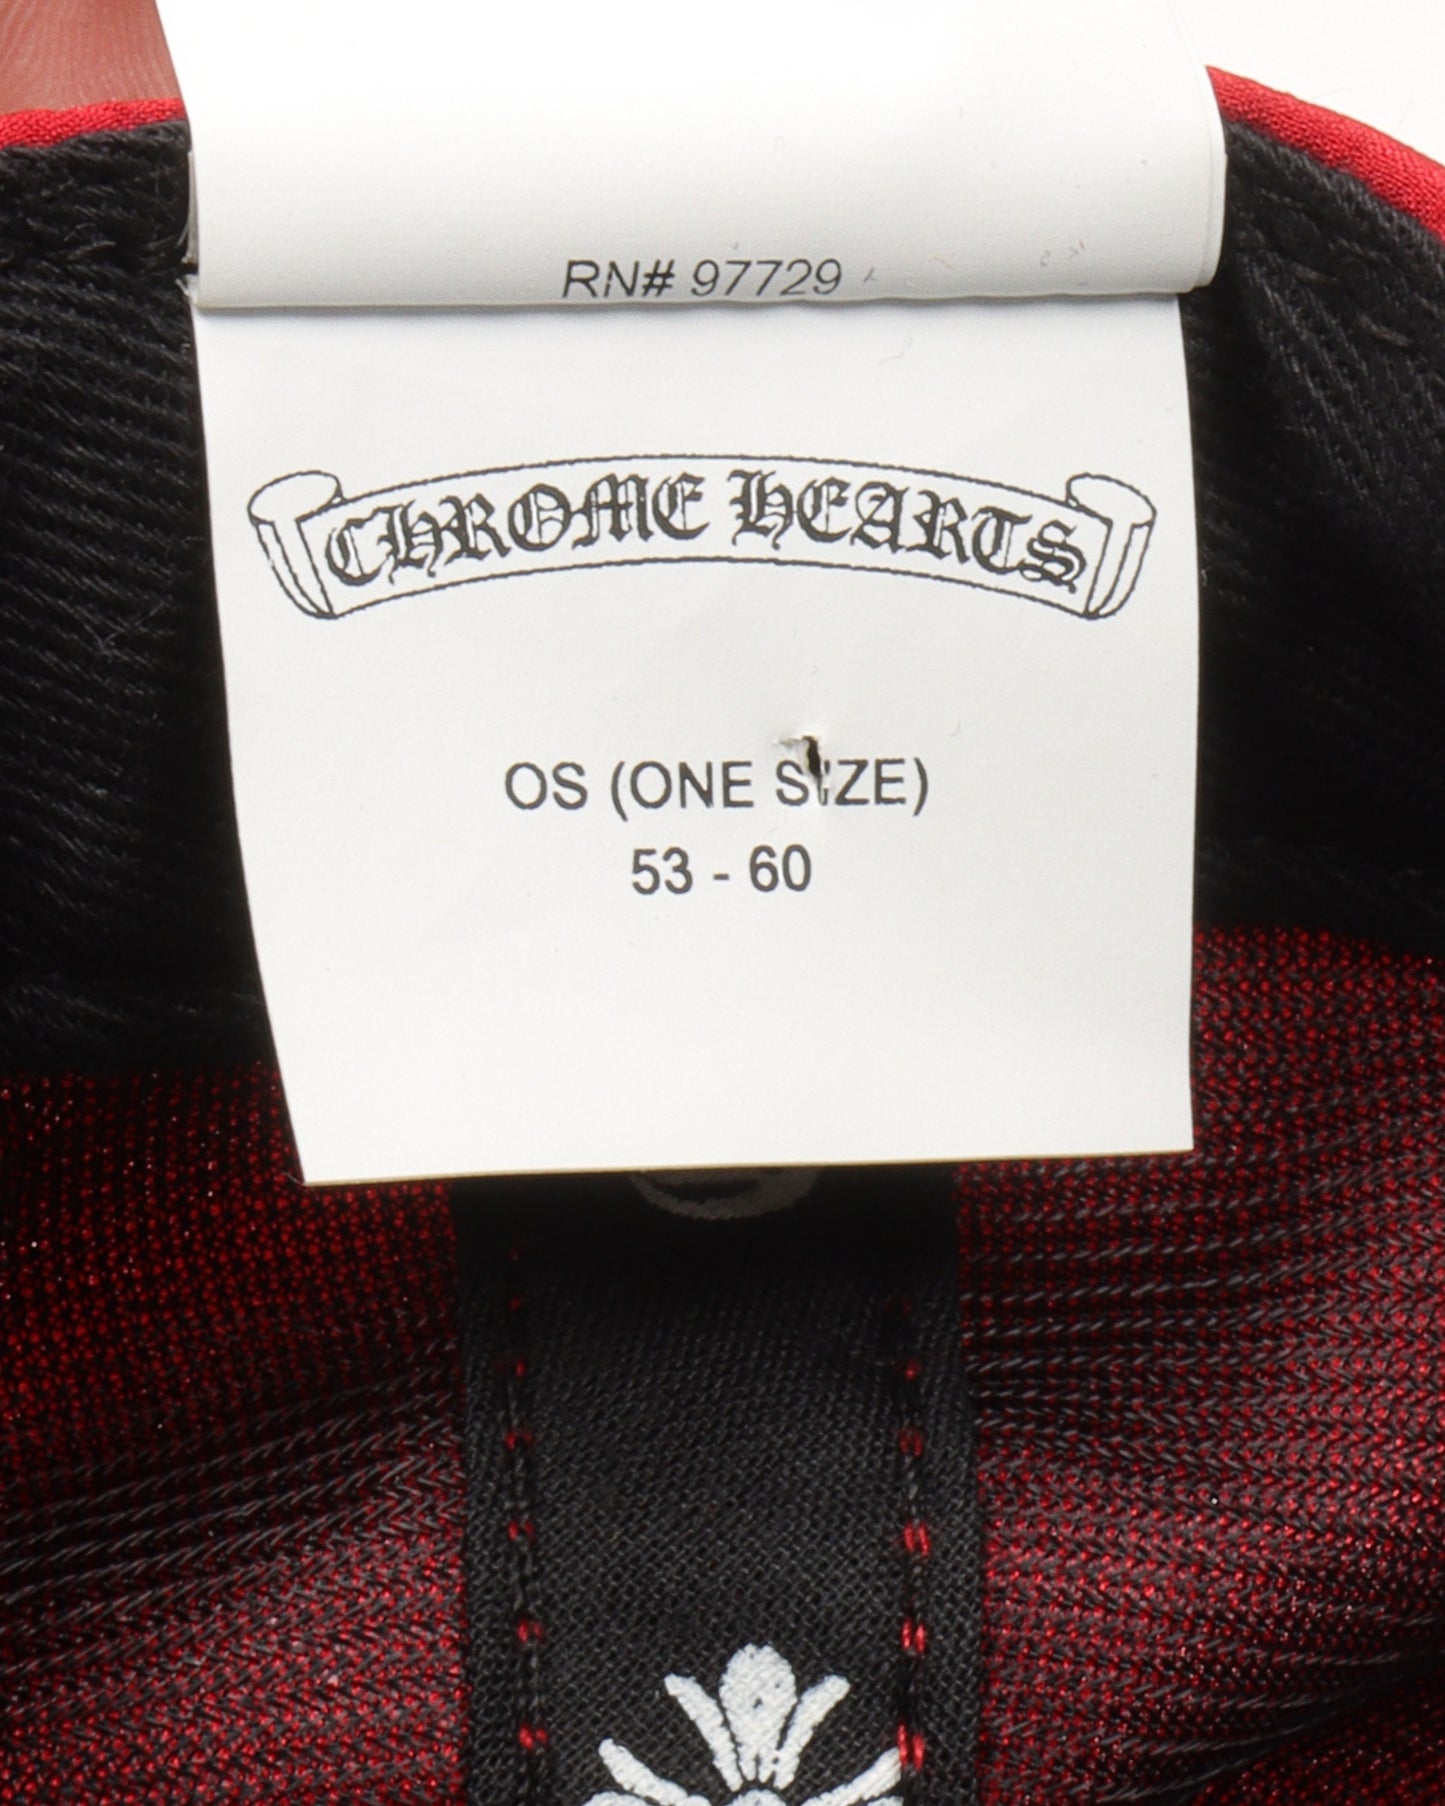 RN# 97729
CHROME HEARTS
OS (ONE SIZE)
53 - 60